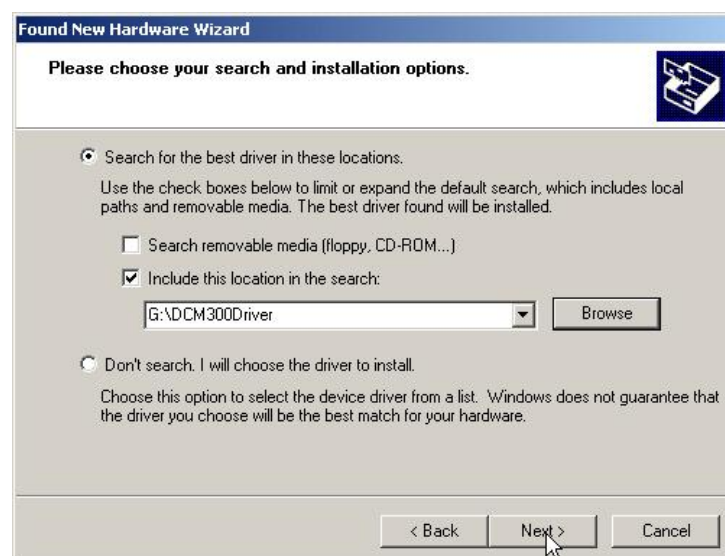 Found New Hardware Wizard
Please choose your search and installation options.
Search for the best driver in these locations.
Use the check boxes below to limit or expand the default search, which includes local
paths and removable media. The best driver found will be installed.
Search removable media (floppy, CD-ROM...)
Include this location in the search:
G:\DCM300Driver
Browse
Don't search. I will choose the driver to install.
Choose this option to select the device driver from a list. Windows does not guarantee that
the driver you choose will be the best match for your hardware.
< Back Next > Cancel